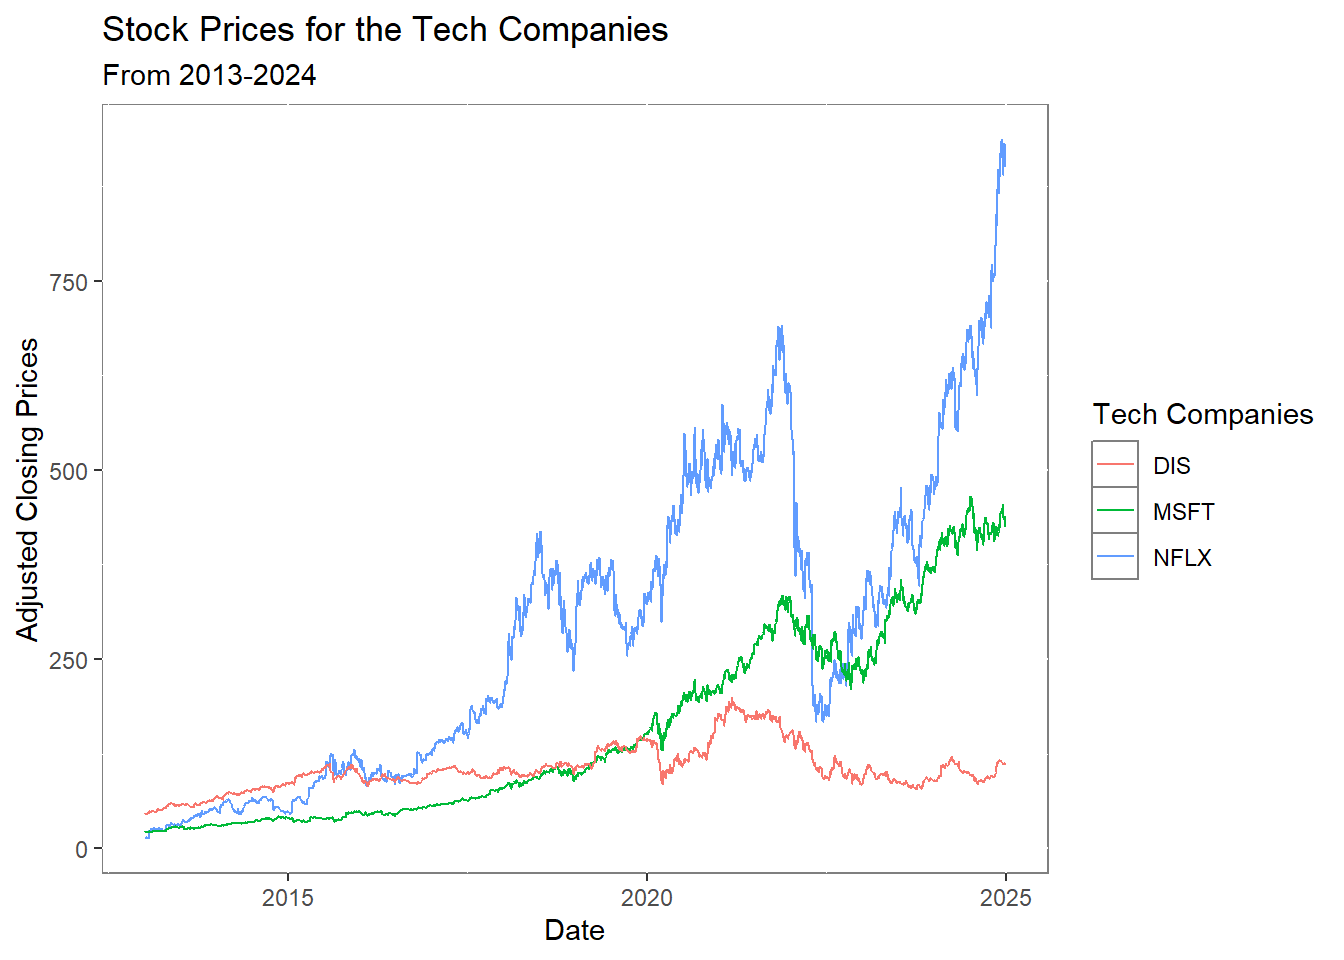 Stock Prices for the Tech Companies
From 2013-2024
Adjusted Closing Prices
750
500
250
0
2015
2020
2025
Date
Tech Companies
DIS
MSFT
NFLX